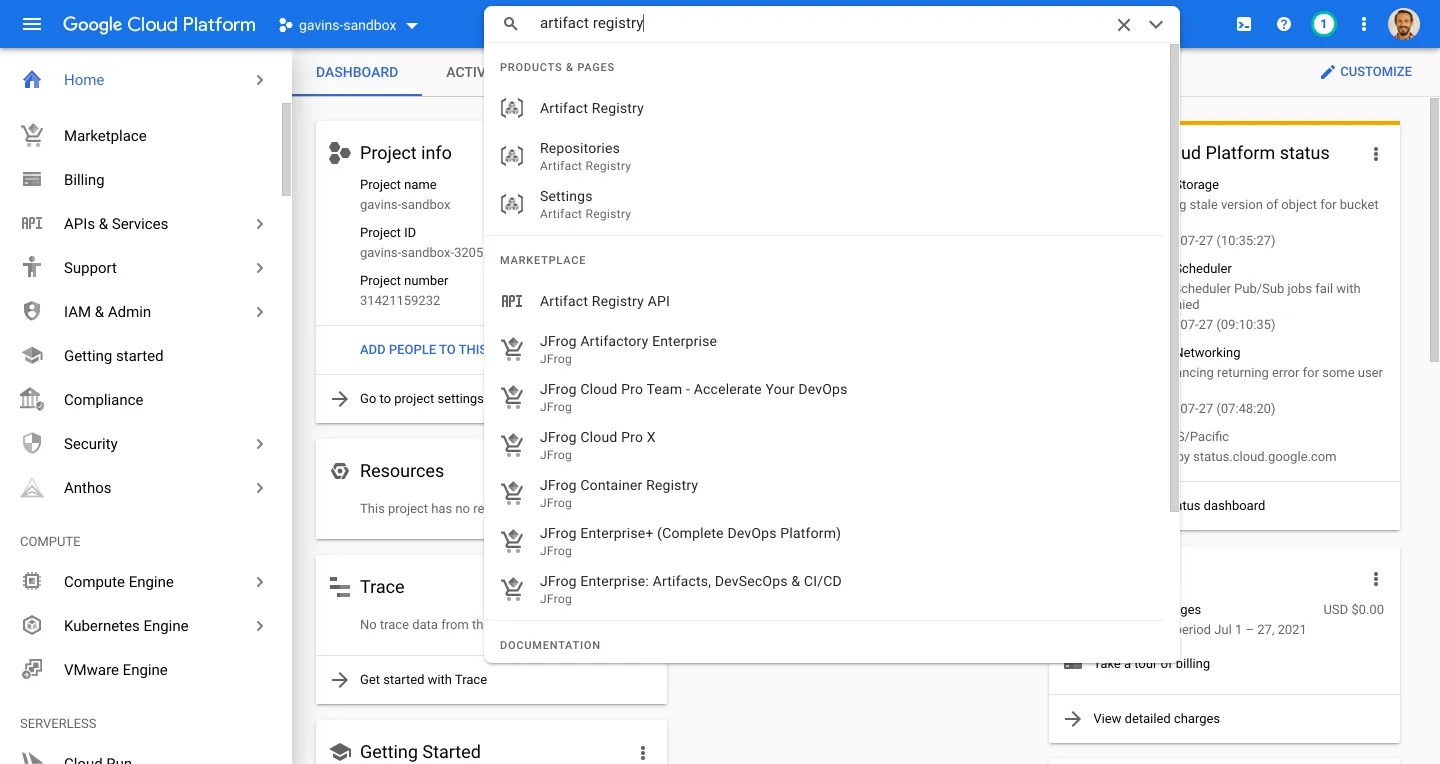 Google Cloud Platform
gavins-sandbox
artifact registry
1
Home
Marketplace
Billing
API APIs & Services
Support
IAM & Admin
Getting started
Compliance
Security
Anthos
COMPUTE
Compute Engine
Kubernetes Engine
VMware Engine
SERVERLESS
Cloud Run
DASHBOARD
ACTIV
CUSTOMIZE
Project info
Project name
gavins-sandbox
Project ID
gavins-sandbox-3205
Project number
31421159232
ADD PEOPLE TO THIS
Go to project settings
Resources
This project has no re
Trace
No trace data from th
Get started with Trace
Getting Started
PRODUCTS & PAGES
Artifact Registry
Repositories
Artifact Registry
Settings
Artifact Registry
MARKETPLACE
API Artifact Registry API
JFrog Artifactory Enterprise
JFrog
JFrog Cloud Pro Team - Accelerate Your DevOps
JFrog
JFrog Cloud Pro X
JFrog
JFrog Container Registry
JFrog
JFrog Enterprise+ (Complete DevOps Platform)
JFrog
JFrog Enterprise: Artifacts, DevSecOps & CI/CD
JFrog
DOCUMENTATION
ud Platform status
Storage
g stale version of object for bucket
07-27 (10:35:27)
Scheduler
Scheduler Pub/Sub jobs fail with
ied
07-27 (09:10:35)
Networking
ancing returning error for some user
07-27 (07:48:20)
S/Pacific
by status.cloud.google.com
atus dashboard
ges
USD $0.00
period Jul 1 – 27, 2021
Take a tour of billing
View detailed charges